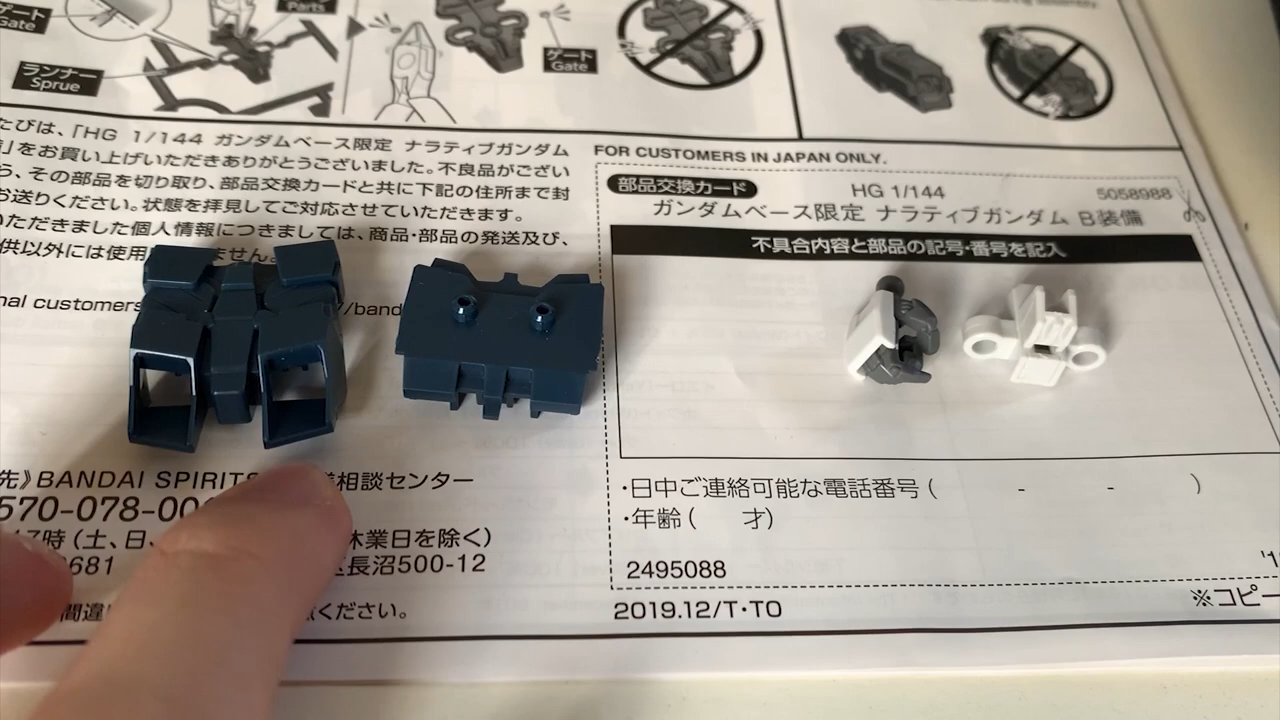 ゲート
Gate
Parts
ランナー
Sprue
ゲート
Gate
たびは、「HG 1/144 ガンダムベース限定 ナラティブガンダム
」をお買い上げいただきありがとうございました。不良品がござい
ら、その部品を切り取り、部品交換カードと共に下記の住所まで封
お送りください。状態を拝見してご対応させていただきます。
いただきました個人情報につきましては、商品・部品の発送及び、
供以外には使用 ません。
nal customers 7/band
先》BANDAI SPIRITS 相談センター
570-078-00
7時(土、日、 休業日を除く)
681 長沼500-12
間違 ください。
FOR CUSTOMERS IN JAPAN ONLY.
部品交換カード HG 1/144 5058988
ガンダムベース限定 ナラティブガンダム B装備
不具合内容と部品の記号・番号を記入
・日中ご連絡可能な電話番号( - - )
・年齢( 才)
2495088
2019.12/T・TO
※コピー